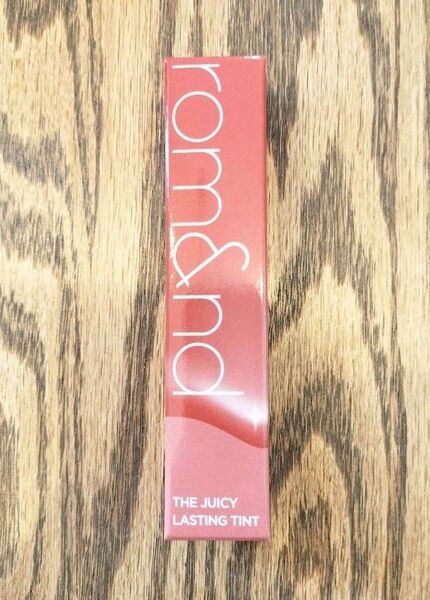 rom&nd
THE JUICY
LASTING TINT